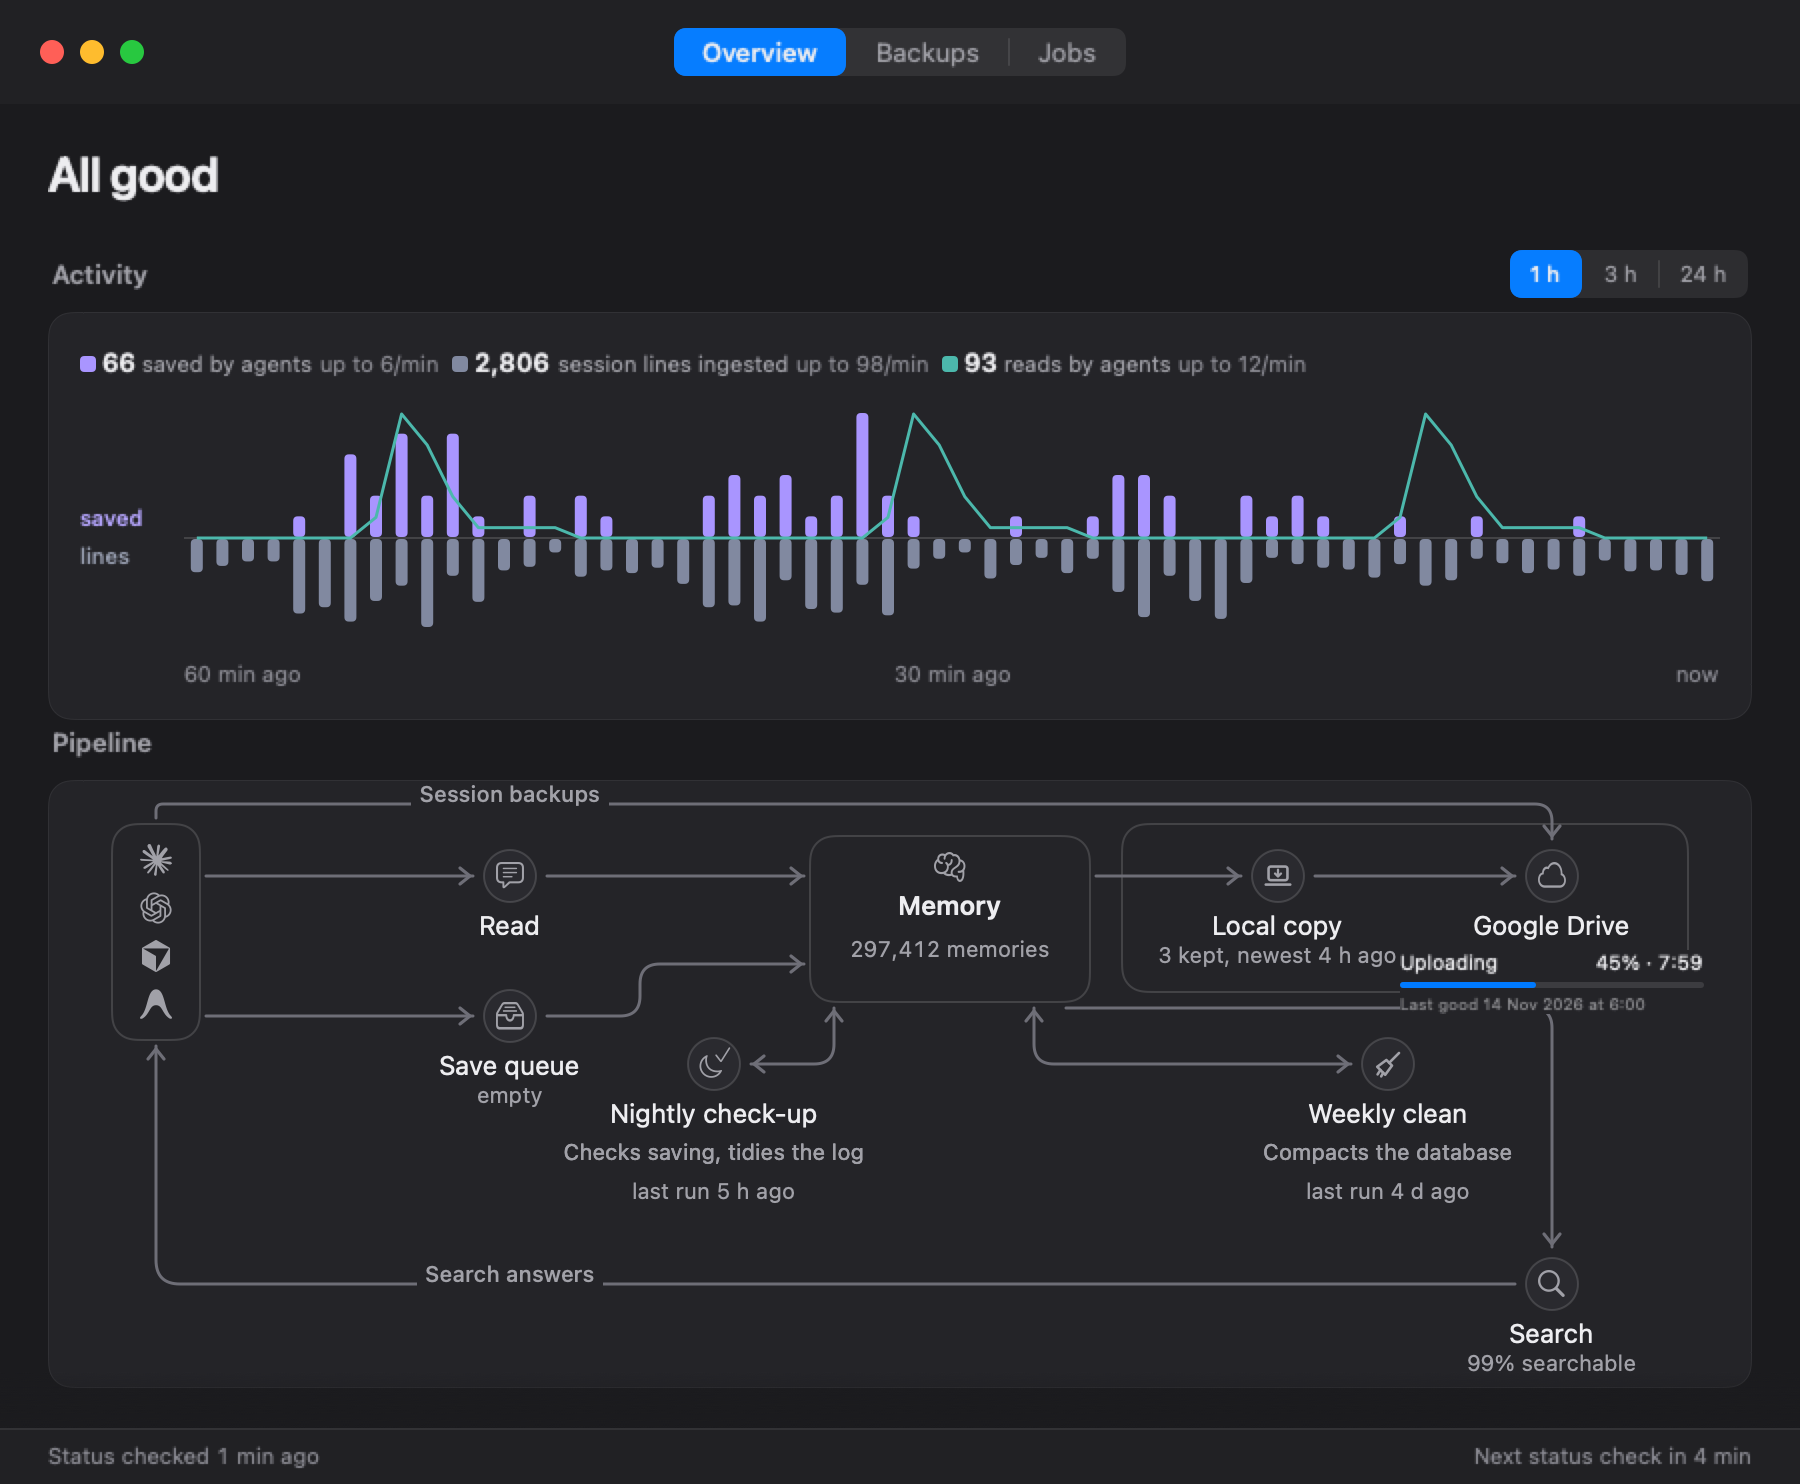 Overview Backups Jobs
All good
Activity
1 h 3 h 24 h
66 saved by agents up to 6/min 2,806 session lines ingested up to 98/min 93 reads by agents up to 12/min
saved
lines
60 min ago 30 min ago now
Pipeline
Session backups
Read
Memory
297,412 memories
Local copy
3 kept, newest 4 h ago
Google Drive
Uploading 45% · 7:59
Last good 14 Nov 2026 at 6:00
Save queue
empty
Nightly check-up
Checks saving, tidies the log
last run 5 h ago
Weekly clean
Compacts the database
last run 4 d ago
Search answers
Search
99% searchable
Status checked 1 min ago Next status check in 4 min